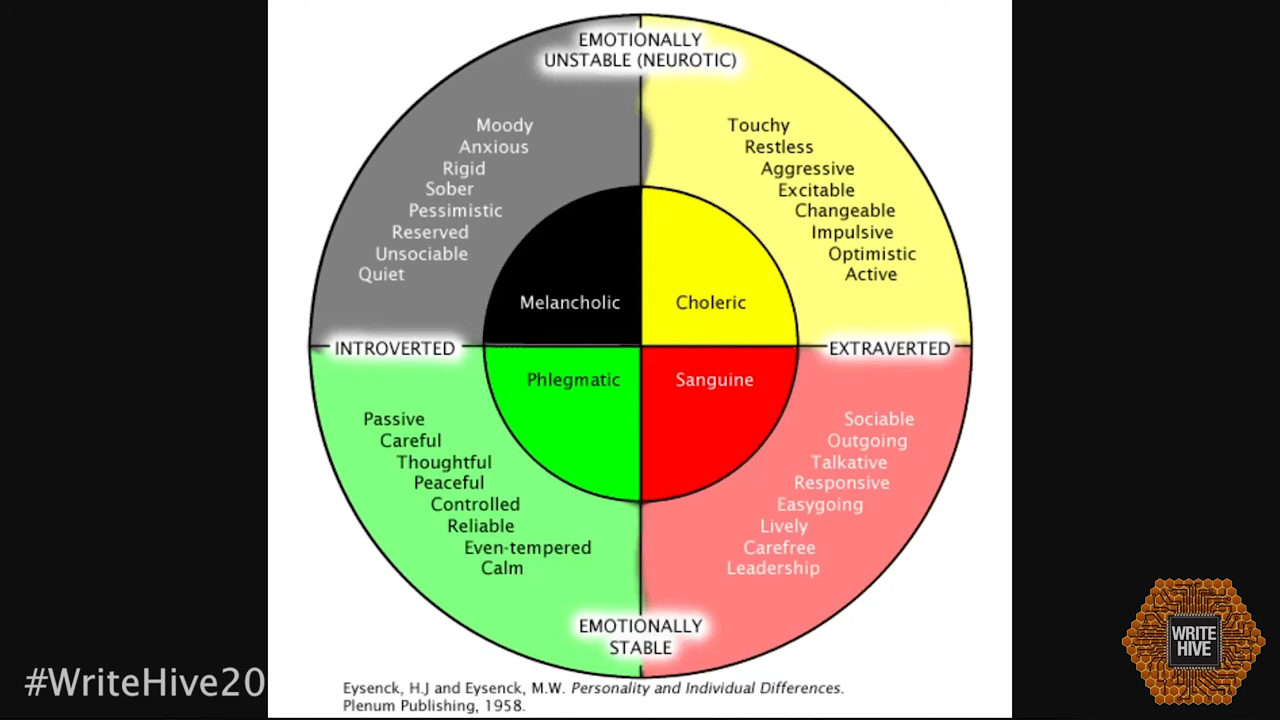 EMOTIONALLY
UNSTABLE (NEUROTIC)
Moody
Anxious
Rigid
Sober
Pessimistic
Reserved
Unsociable
Quiet
Touchy
Restless
Aggressive
Excitable
Changeable
Impulsive
Optimistic
Active
Melancholic
Choleric
INTROVERTED
EXTRAVERTED
Phlegmatic
Sanguine
Passive
Careful
Thoughtful
Peaceful
Controlled
Reliable
Even-tempered
Calm
Sociable
Outgoing
Talkative
Responsive
Easygoing
Lively
Carefree
Leadership
EMOTIONALLY
STABLE
WRITE
HIVE
#WriteHive20
Eysenck, H.J and Eysenck, M.W. Personality and Individual Differences.
Plenum Publishing, 1958.